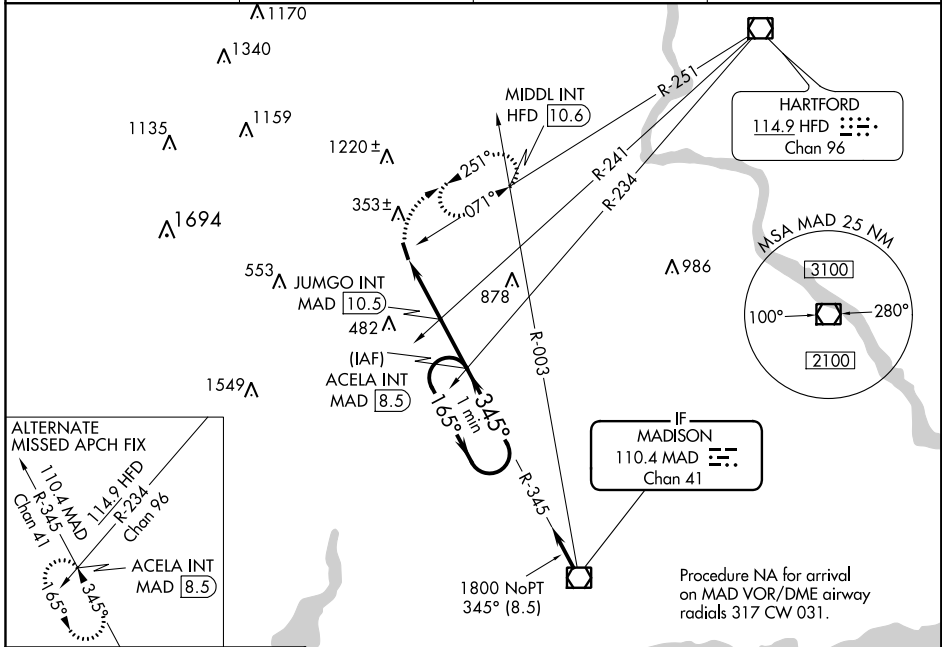 1170
1340
1135
1159
1220 ±
353±
1694
553
482
1549
878
986
MIDDL INT
HFD 10.6
R-251
R-241
R-234
251°
071°
HARTFORD
114.9 HFD
Chan 96
MSA MAD 25 NM
3100
100°
280°
2100
JUMGO INT
MAD 10.5
(IAF)
ACELA INT
MAD 8.5
1 min
165°
345°
R-003
R-345
IF
MADISON
110.4 MAD
Chan 41
1800 NoPT
345° (8.5)
Procedure NA for arrival
on MAD VOR/DME airway
radials 317 CW 031.
ALTERNATE
MISSED APCH FIX
110.4 MAD
R-345
Chan 41
114.9 HFD
R-234
Chan 96
ACELA INT
MAD 8.5
165°
345°